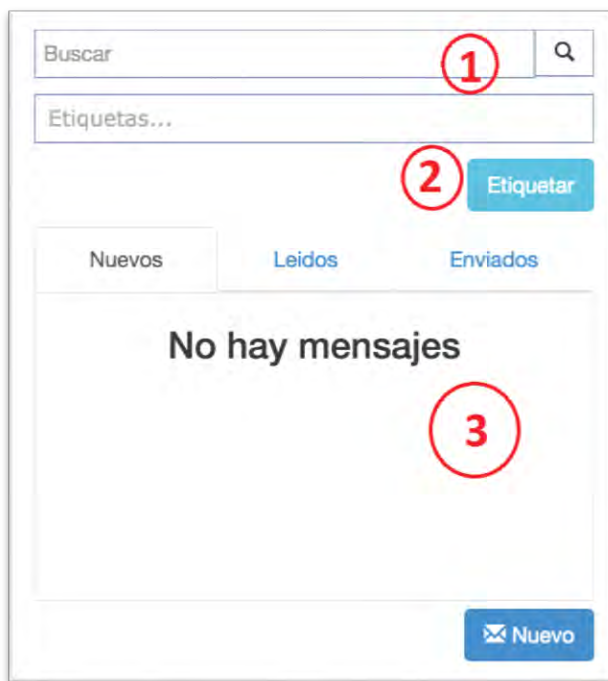 Buscar 1
Etiquetas...
2 Etiquetar
Nuevos Leidos Enviados
No hay mensajes
3
Nuevo